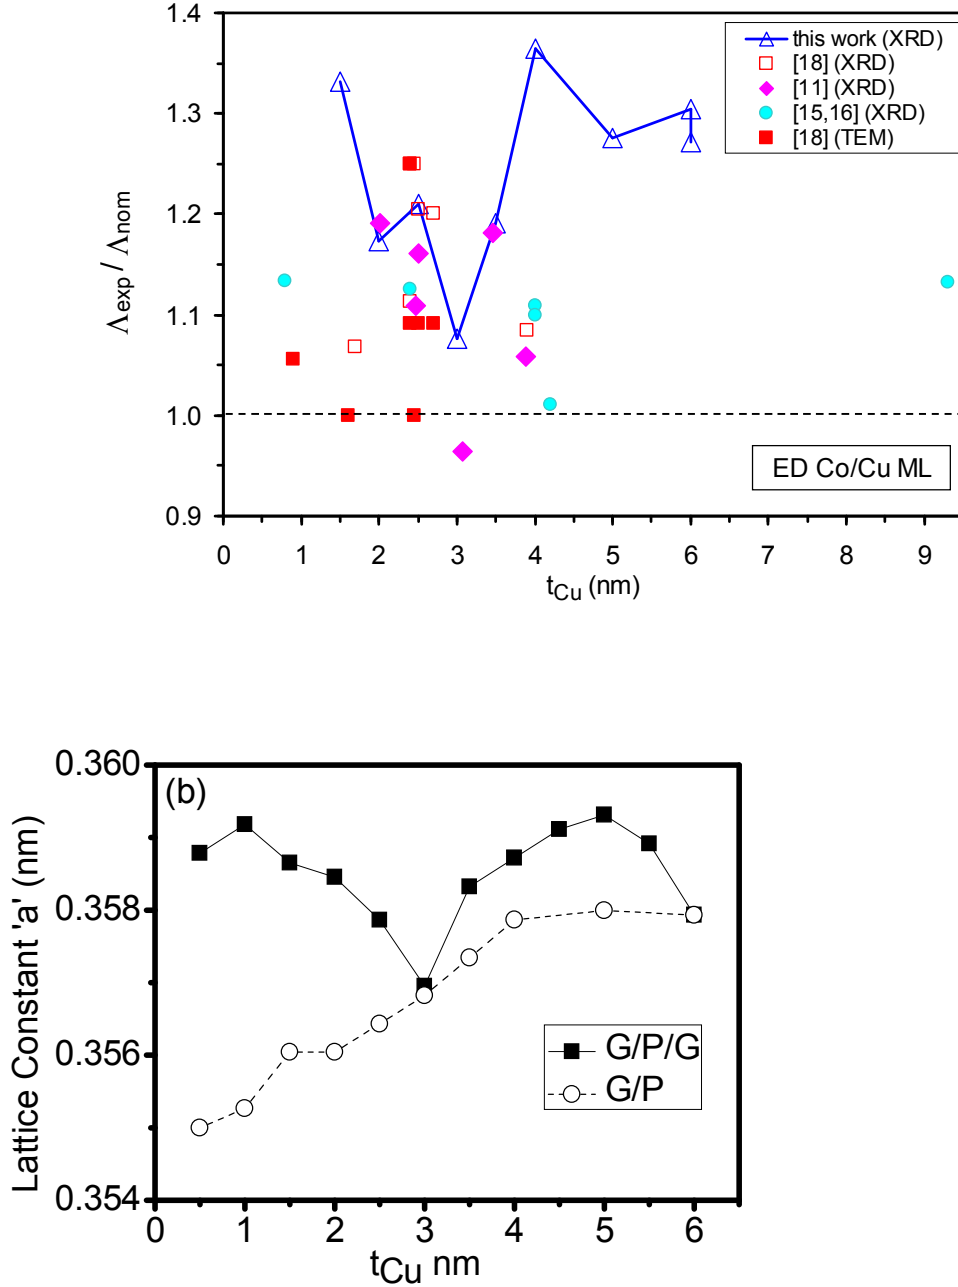 1.4
1.3
1.2
1.1
1.0
0.9
Λexp / Λnom
this work (XRD)
[18] (XRD)
[11] (XRD)
[15,16] (XRD)
[18] (TEM)
ED Co/Cu ML
0 1 2 3 4 5 6 7 8 9
tCu (nm)
0.360
0.358
0.356
0.354
Lattice Constant 'a' (nm)
(b)
G/P/G
G/P
0 1 2 3 4 5 6
tCu nm